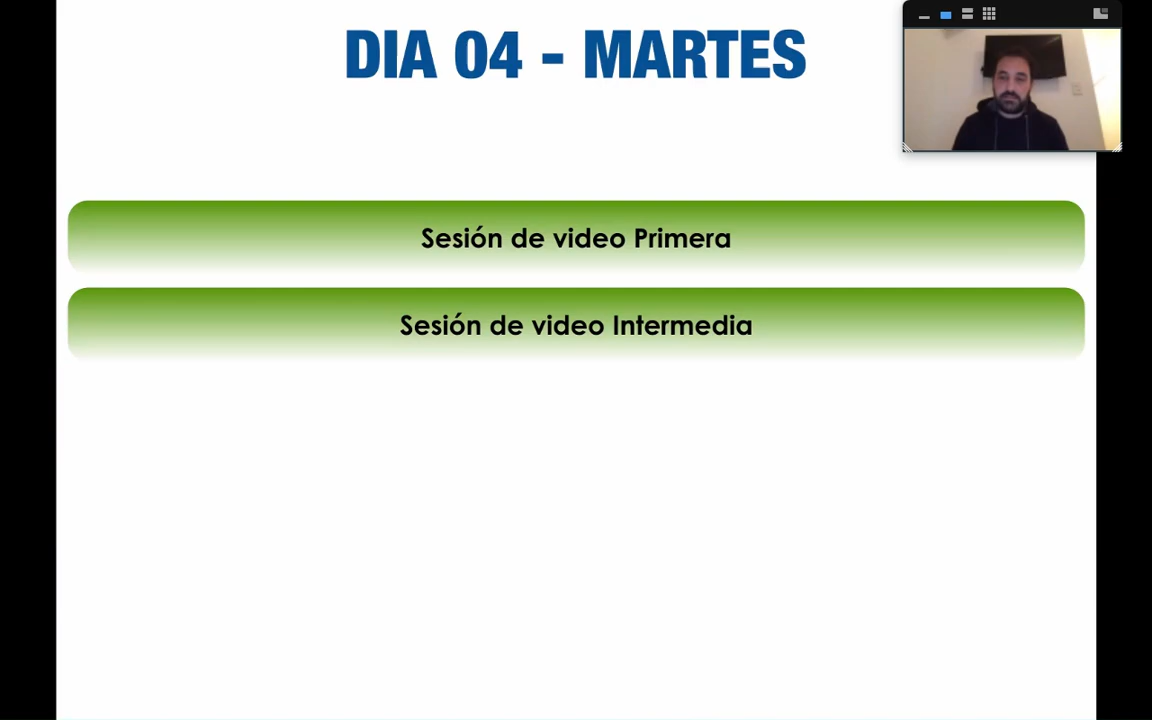 DIA 04 - MARTES
Sesión de video Primera
Sesión de video Intermedia